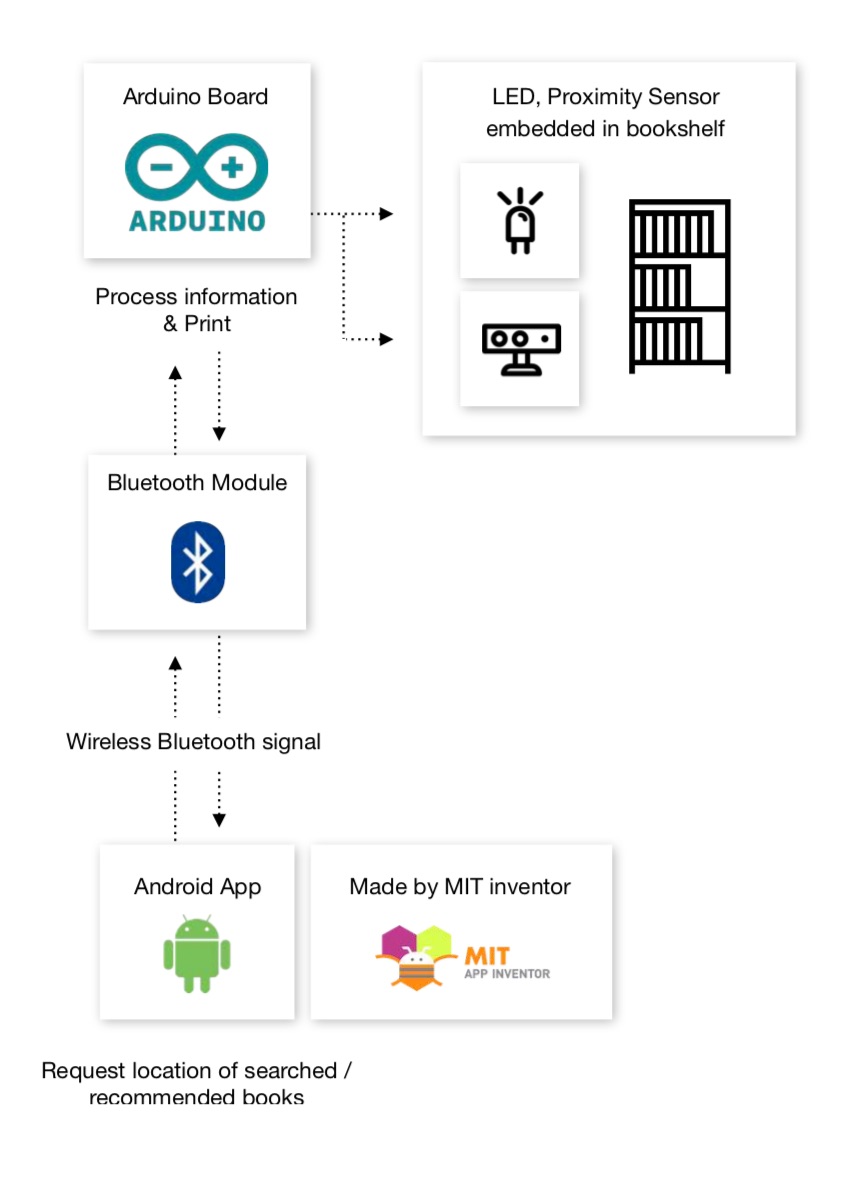 Arduino Board
ARDUINO
LED, Proximity Sensor
embedded in bookshelf
Process information
& Print
Bluetooth Module
Wireless Bluetooth signal
Android App
Made by MIT inventor
MIT
APP INVENTOR
Request location of searched /
recommended books